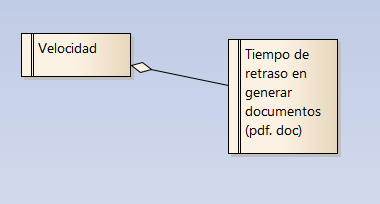 Velocidad
Tiempo de
retraso en
generar
documentos
(pdf. doc)